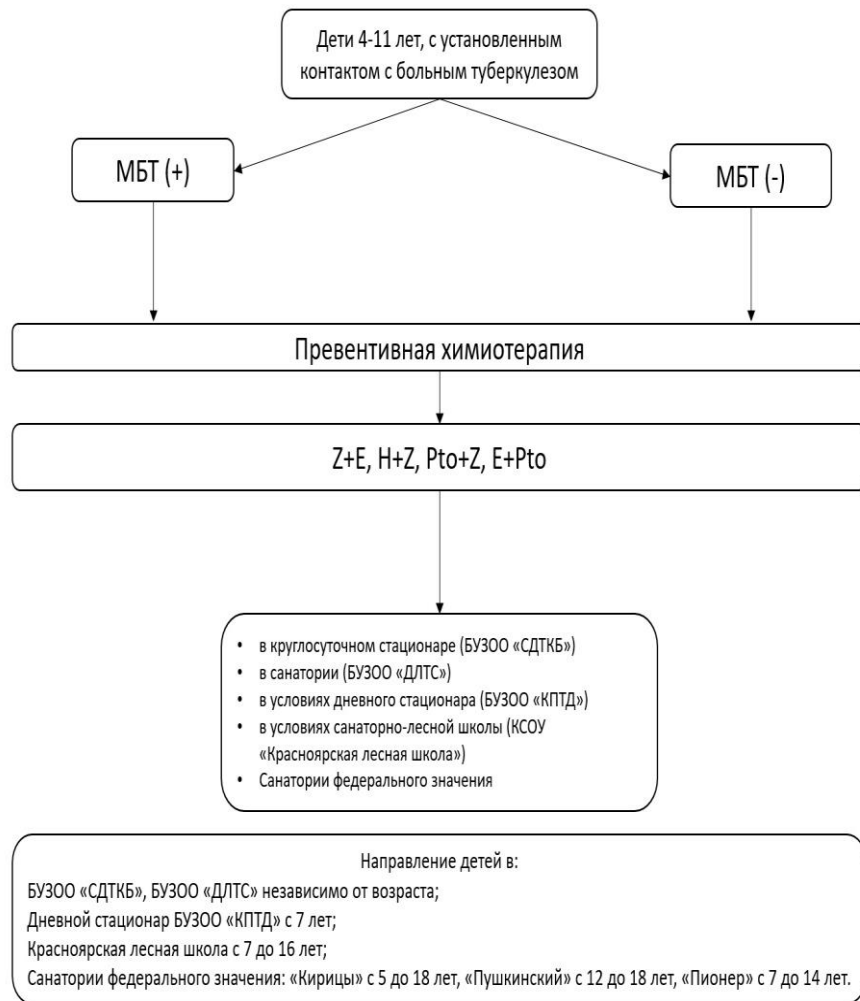 Дети 4-11 лет, с установленным
контактом с больным туберкулезом
МБТ (+)
МБТ (-)
Превентивная химиотерапия
Z+E, H+Z, Pto+Z, E+Pto
• в круглосуточном стационаре (БУЗОО «СДТКБ»)
• в санатории (БУЗОО «ДЛТС»)
• в условиях дневного стационара (БУЗОО «КПТД»)
• в условиях санаторно-лесной школы (КСОУ
«Красноярская лесная школа»)
• Санатории федерального значения
Направление детей в:
БУЗОО «СДТКБ», БУЗОО «ДЛТС» независимо от возраста;
Дневной стационар БУЗОО «КПТД» с 7 лет;
Красноярская лесная школа с 7 до 16 лет;
Санатории федерального значения: «Кирицы» с 5 до 18 лет, «Пушкинский» с 12 до 18 лет, «Пионер» с 7 до 14 лет.